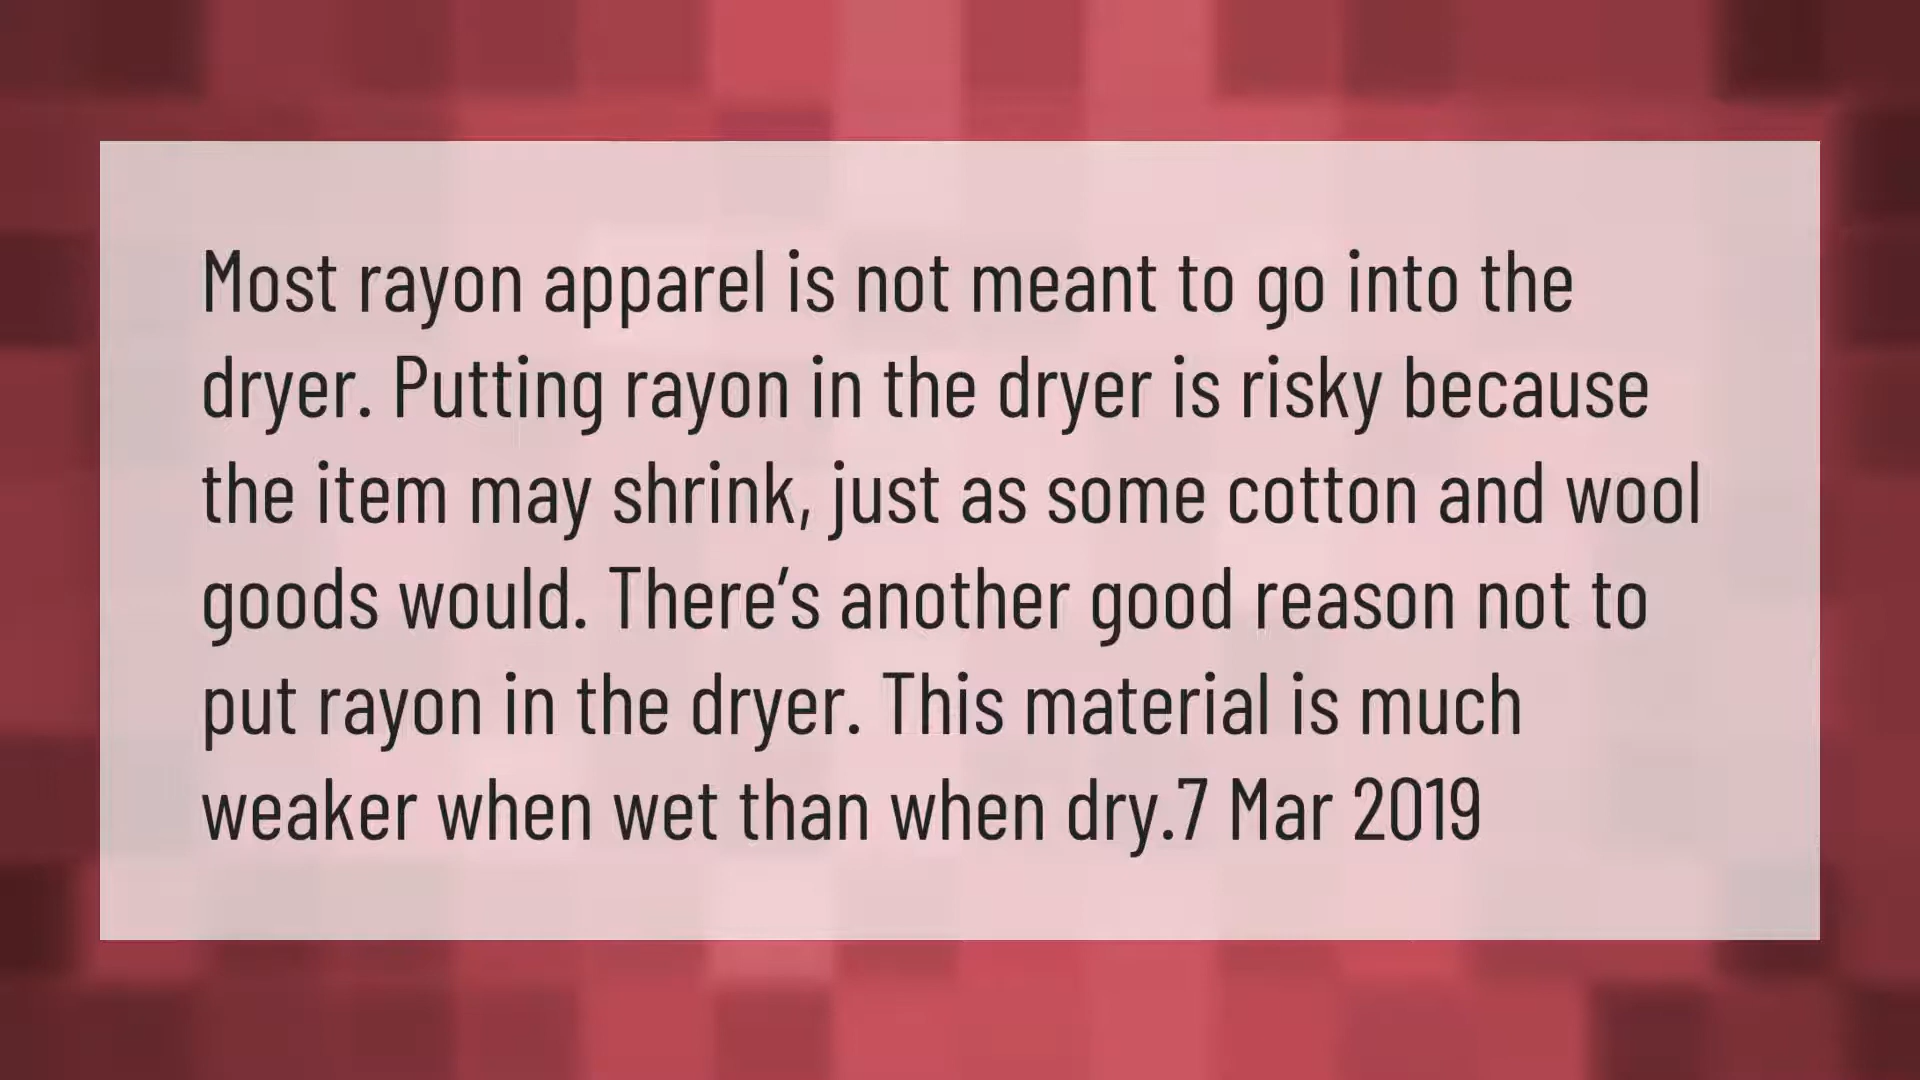 Most rayon apparel is not meant to go into the
dryer. Putting rayon in the dryer is risky because
the item may shrink, just as some cotton and wool
goods would. There’s another good reason not to
put rayon in the dryer. This material is much
weaker when wet than when dry.7 Mar 2019